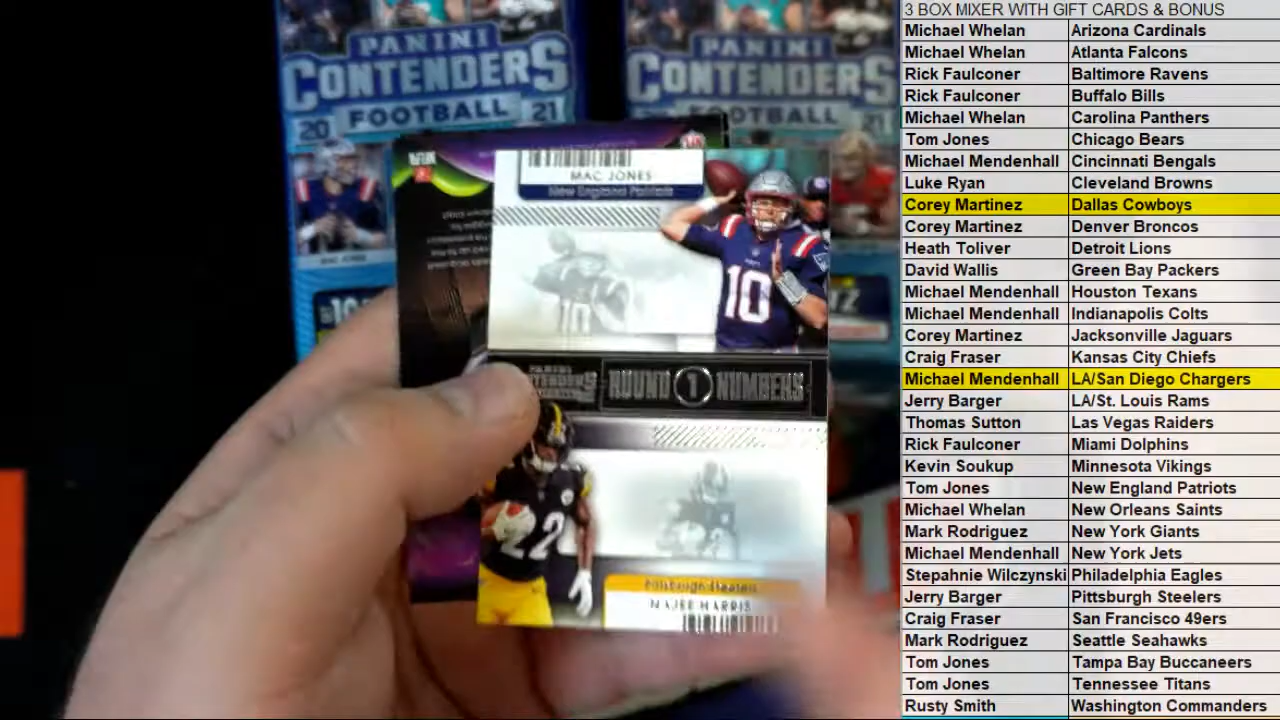 PANINI
CONTENDERS
FOOTBALL
20 21
MAC JONES
PANINI
CONTENDERS
FOOTBALL
21
MAC JONES
New England Patriots
10
10
PANINI
CONTENDERS
FOOTBALL
ROUND 1 NUMBERS
22
Pittsburgh Steelers
NAJEE HARRIS
3 BOX MIXER WITH GIFT CARDS & BONUS
Michael Whelan Arizona Cardinals
Michael Whelan Atlanta Falcons
Rick Faulconer Baltimore Ravens
Rick Faulconer Buffalo Bills
Michael Whelan Carolina Panthers
Tom Jones Chicago Bears
Michael Mendenhall Cincinnati Bengals
Luke Ryan Cleveland Browns
Corey Martinez Dallas Cowboys
Corey Martinez Denver Broncos
Heath Toliver Detroit Lions
David Wallis Green Bay Packers
Michael Mendenhall Houston Texans
Michael Mendenhall Indianapolis Colts
Corey Martinez Jacksonville Jaguars
Craig Fraser Kansas City Chiefs
Michael Mendenhall LA/San Diego Chargers
Jerry Barger LA/St. Louis Rams
Thomas Sutton Las Vegas Raiders
Rick Faulconer Miami Dolphins
Kevin Soukup Minnesota Vikings
Tom Jones New England Patriots
Michael Whelan New Orleans Saints
Mark Rodriguez New York Giants
Michael Mendenhall New York Jets
Stepahnie Wilczynski Philadelphia Eagles
Jerry Barger Pittsburgh Steelers
Craig Fraser San Francisco 49ers
Mark Rodriguez Seattle Seahawks
Tom Jones Tampa Bay Buccaneers
Tom Jones Tennessee Titans
Rusty Smith Washington Commanders